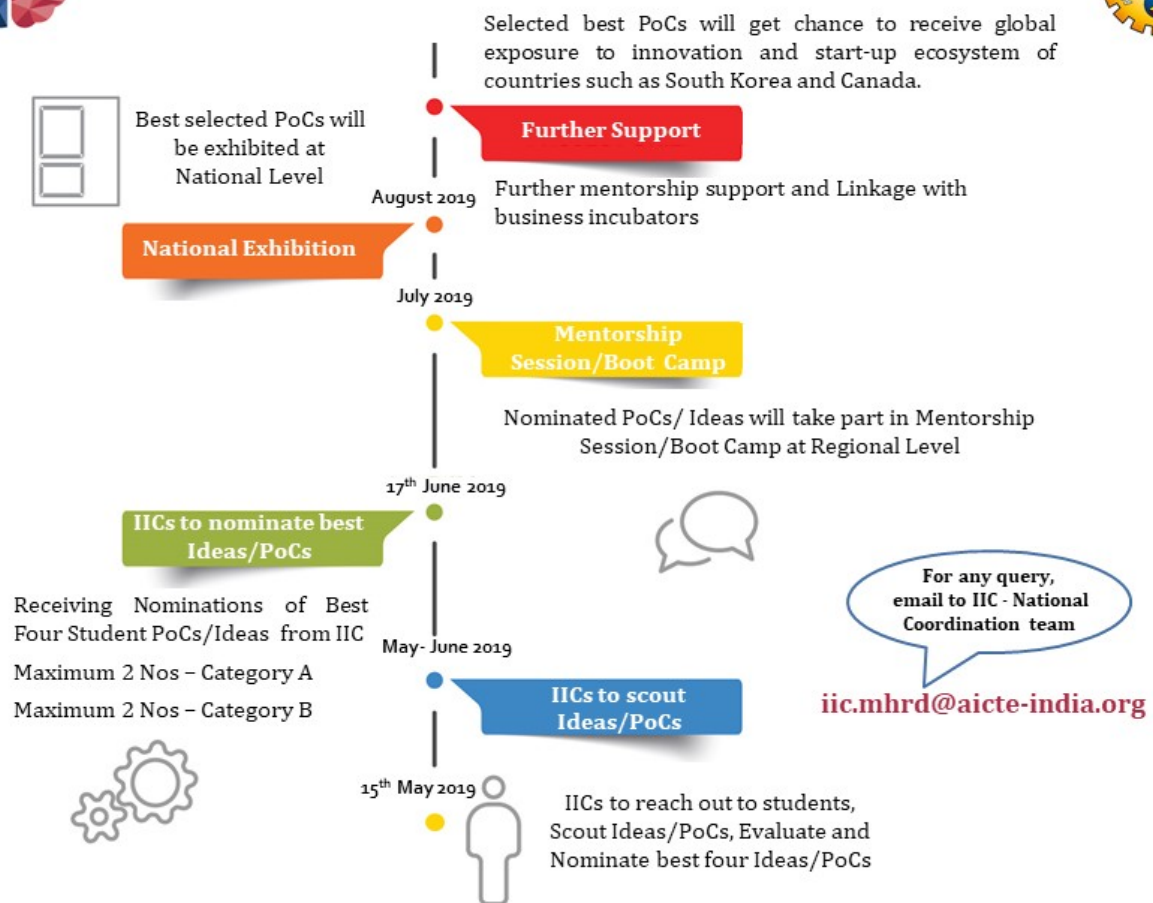 Selected best PoCs will get chance to receive global
exposure to innovation and start-up ecosystem of
countries such as South Korea and Canada.
Further Support
Best selected PoCs will
be exhibited at
National Level
August 2019
Further mentorship support and Linkage with
business incubators
National Exhibition
July 2019
Mentorship
Session/Boot Camp
Nominated PoCs/ Ideas will take part in Mentorship
Session/Boot Camp at Regional Level
17th June 2019
IICs to nominate best
Ideas/PoCs
Receiving Nominations of Best
Four Student PoCs/Ideas from IIC
Maximum 2 Nos – Category A
Maximum 2 Nos – Category B
For any query,
email to IIC - National
Coordination team
iic.mhrd@aicte-india.org
May- June 2019
IICs to scout
Ideas/PoCs
15th May 2019
IICs to reach out to students,
Scout Ideas/PoCs, Evaluate and
Nominate best four Ideas/PoCs